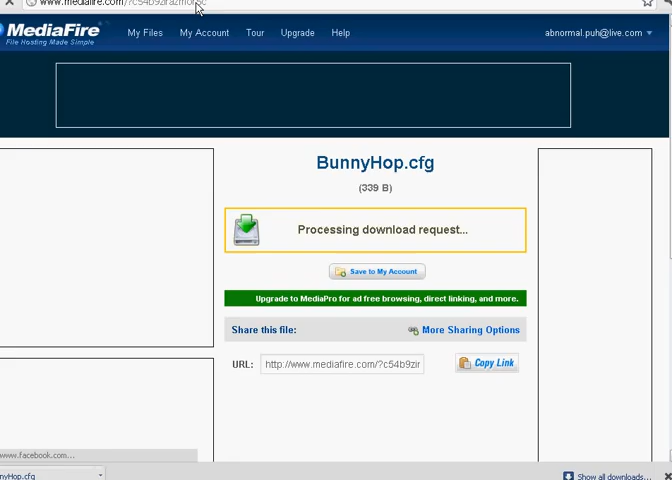 www.mediafire.com/?c54b9zirazmor5c
MediaFire
File Hosting Made Simple
My Files
My Account
Tour
Upgrade
Help
abnormal.puh@live.com
BunnyHop.cfg
(339 B)
Processing download request...
Save to My Account
Upgrade to MediaPro for ad free browsing, direct linking, and more.
Share this file:
More Sharing Options
URL:
http://www.mediafire.com/?c54b9zir
Copy Link
www.facebook.com...
nyHop.cfg
Show all downloads...